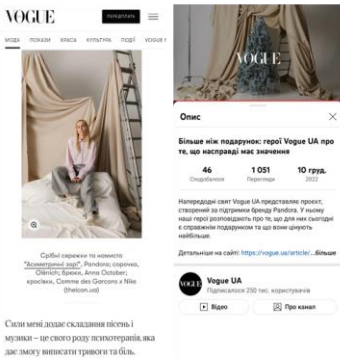 VOGUE
ПЕРЕДПЛАТА
МОДА ПОКАЗИ КРАСА КУЛЬТУРА ПОДІЇ VOGUE
Срібні сережки та намисто
"Асиметричні зорі", Pandora; сорочка,
Olénich; брюки, Anna October;
кросівки, Comme des Garcons x Nike
(theicon.ua)
Сили мені додає складання пісень і
музики – це свого роду психотерапія, яка
дає змогу виписати тривоги та біль.
VOGUE
Опис
Більше ніж подарунок: герої Vogue UA про
те, що насправді має значення
46 1 051 10 груд.
Сподобалося Перегляди 2022
Напередодні свят Vogue UA представляє проєкт,
створений за підтримки бренду Pandora. У ньому
наші герої розповідають про те, що для них сьогодні
є справжнім подарунком та що вони цінують
найбільше.
Детальніше на сайті: https://vogue.ua/article/...більше
VOGUE
Vogue UA
Підписалося 250 тис. користувачів
Відео
Про канал